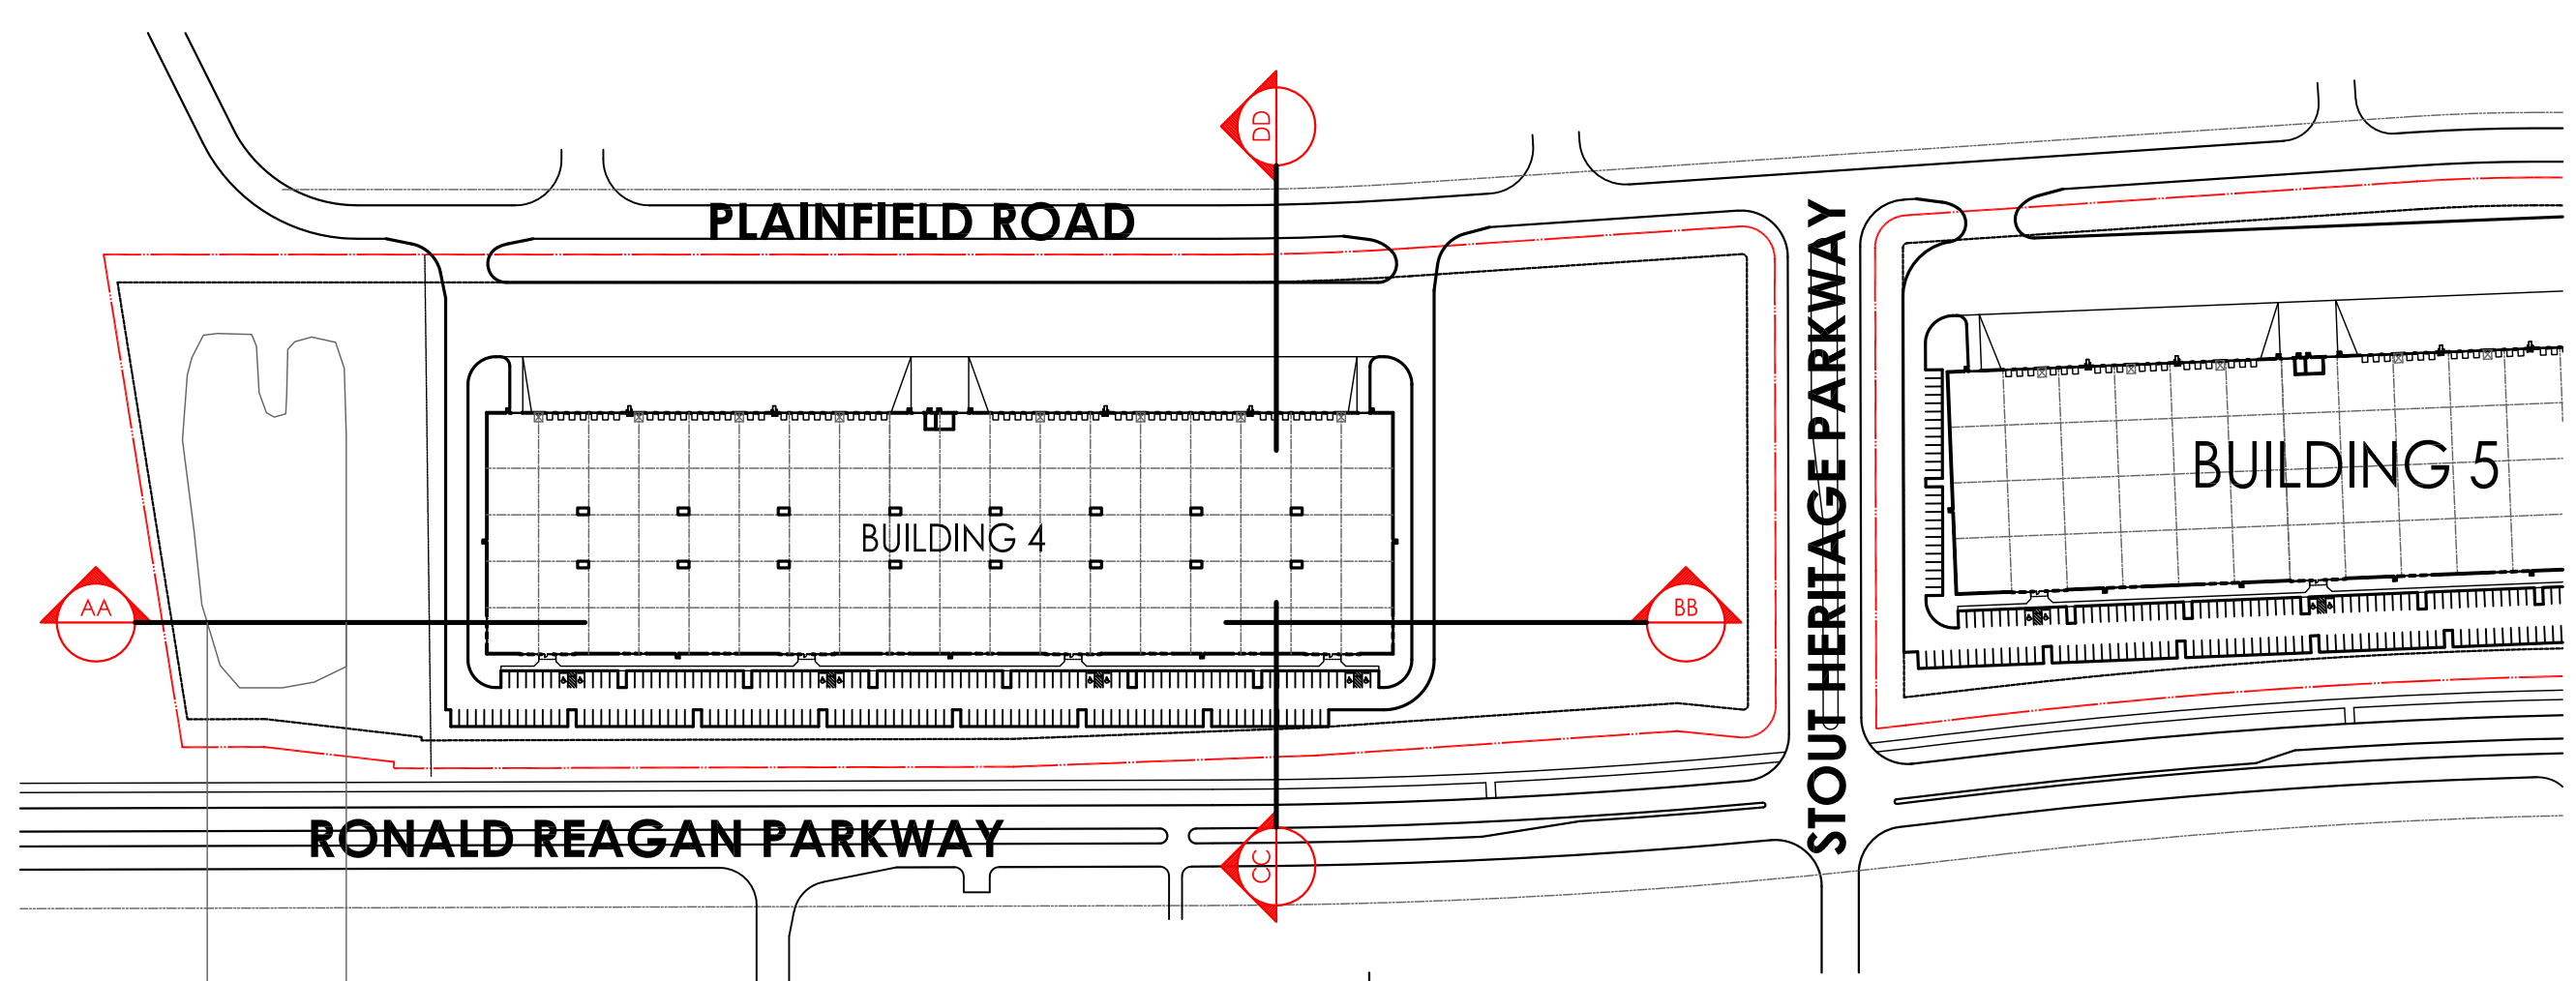 DD
PLAINFIELD ROAD
STOUT HERITAGE PARKWAY
BUILDING 5
BUILDING 4
AA
BB
RONALD REAGAN PARKWAY
CC